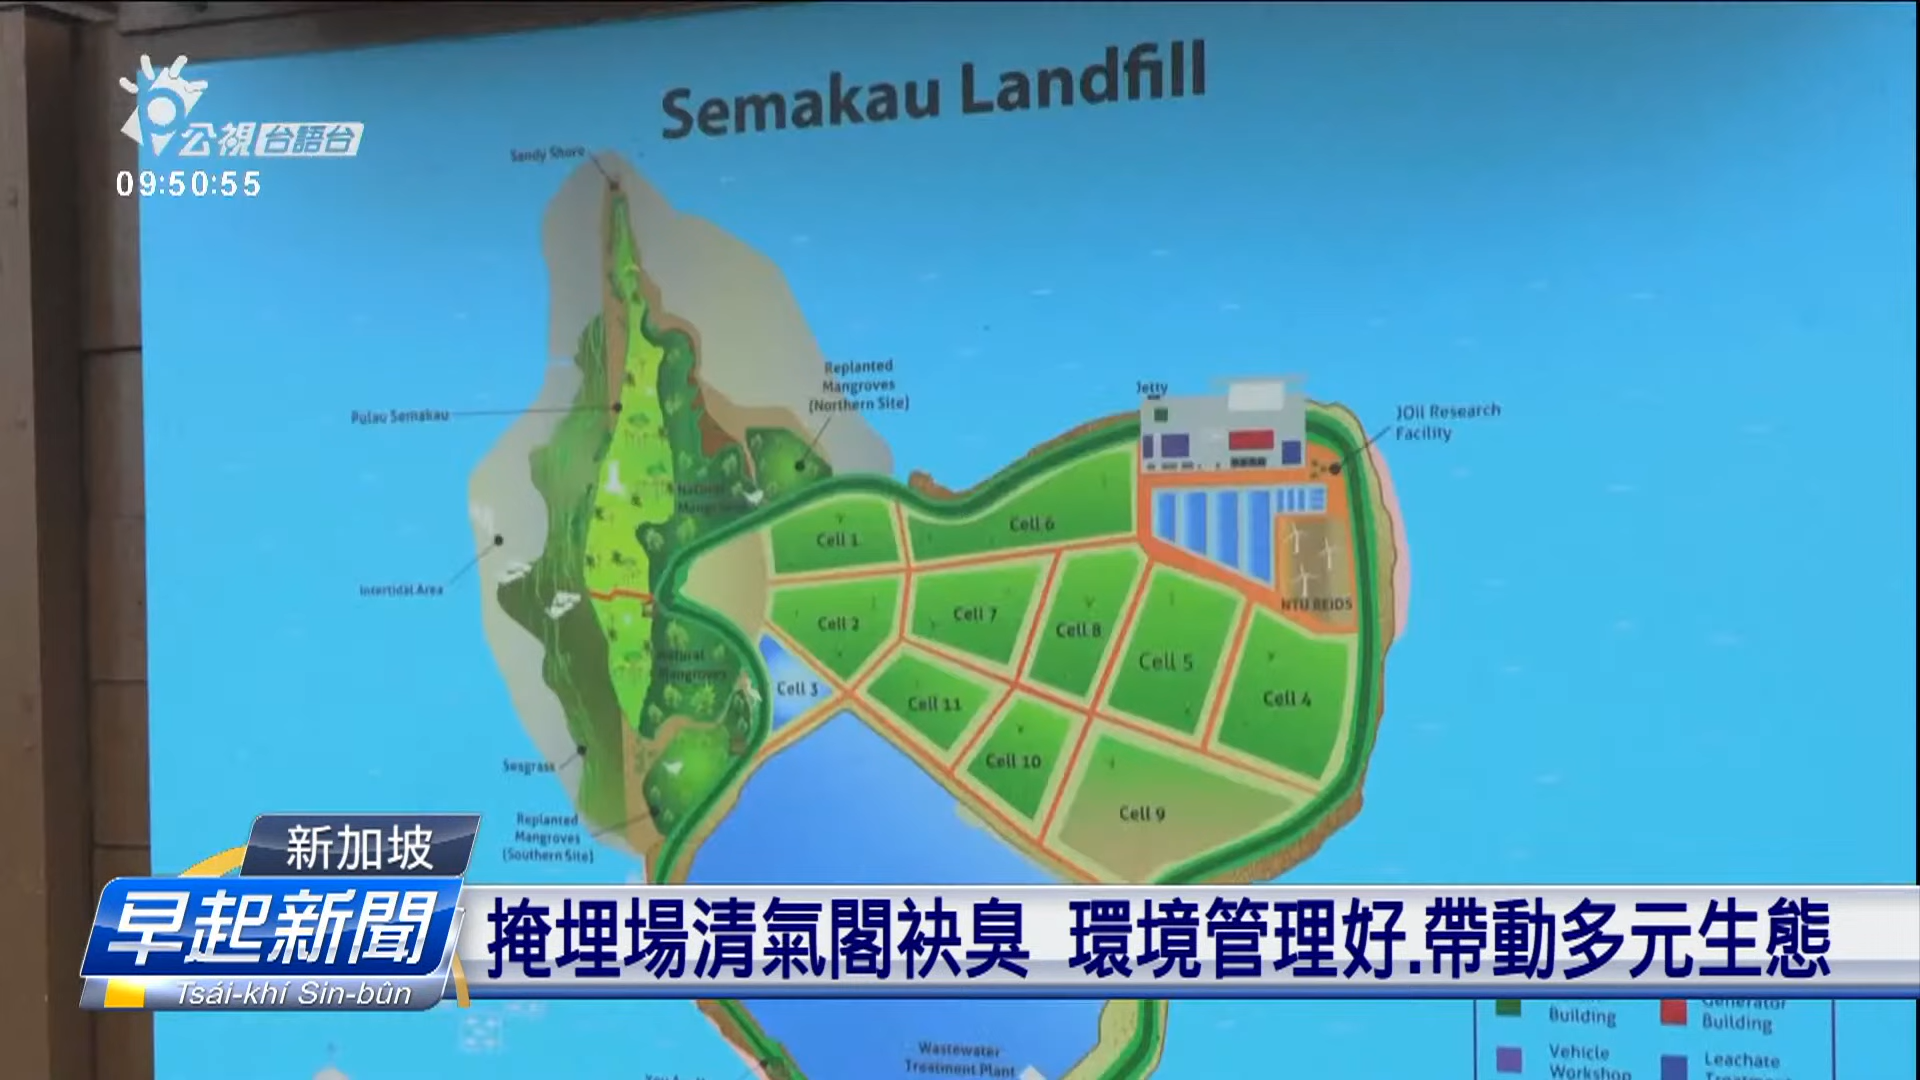 Semakau Landfill
公視台語台
09:50:55
Sandy Shore
Replanted
Mangroves
(Northern Site)
Jetty
JOil Research
Facility
Pulau Semakau
Natural
Mangroves
Cell 1
Cell 6
Intertidal Area
Cell 2
Cell 7
Cell 8
NTU REIDS
Natural
Mangroves
Cell 3
Cell 5
Cell 4
Cell 11
Seagrass
Cell 10
Replanted
Mangroves
(Southern Site)
Cell 9
新加坡
早起新聞
Tsái-khí Sin-bûn
掩埋場清氣閣袂臭 環境管理好.帶動多元生態
Building
Generator
Building
Wastewater
Treatment Plant
Vehicle
Workshop
Leachate